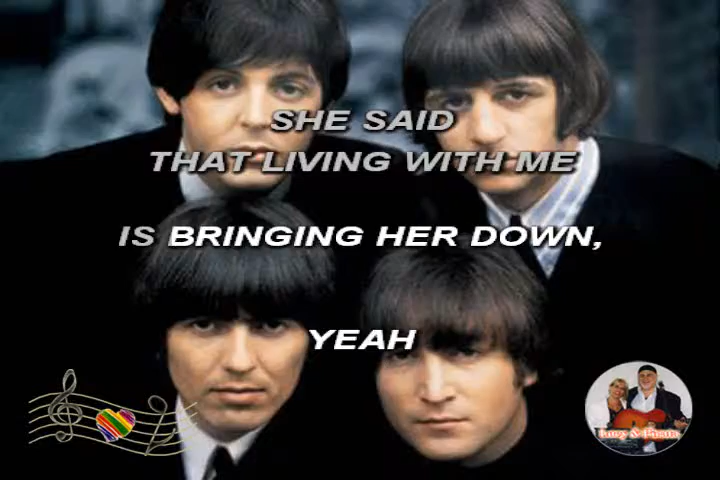 SHE SAID
THAT LIVING WITH ME
IS BRINGING HER DOWN,
YEAH